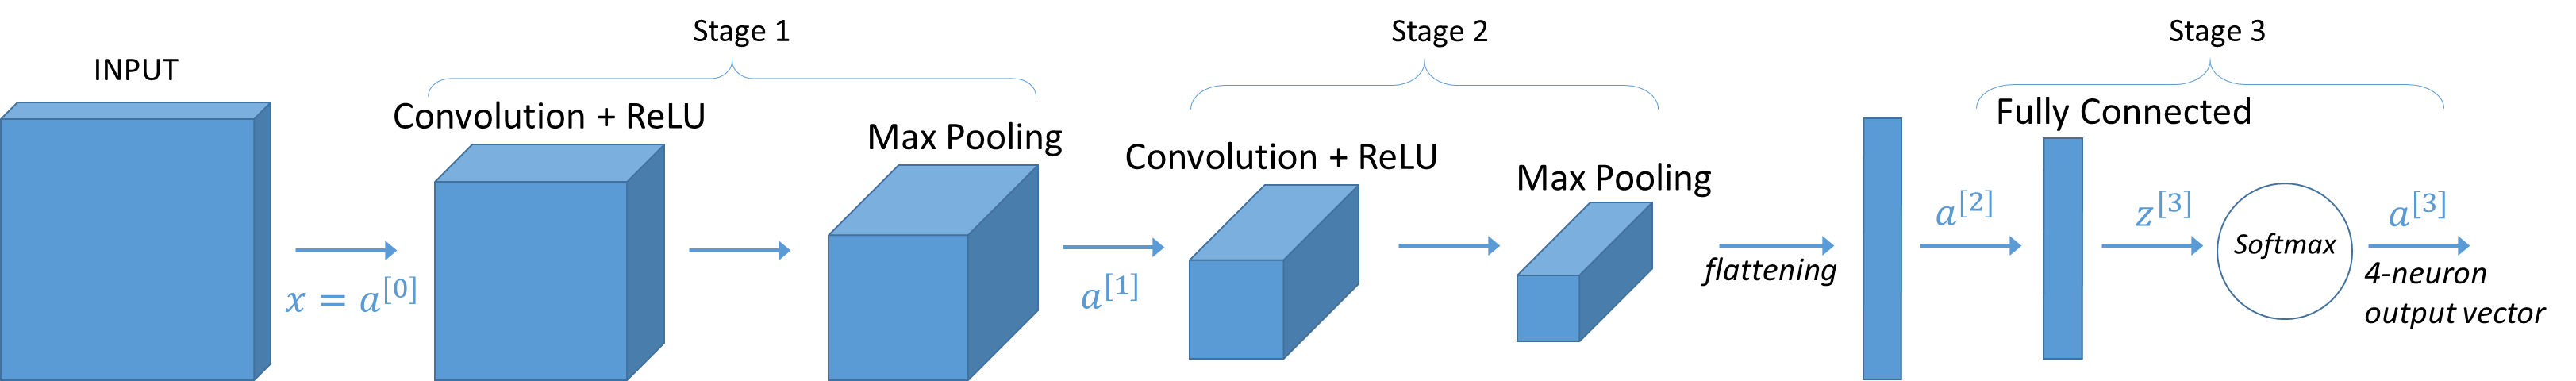 INPUT
x = a[0]
Stage 1
Convolution + ReLU
Max Pooling
a[1]
Stage 2
Convolution + ReLU
Max Pooling
flattening
Stage 3
a[2]
Fully Connected
z[3]
Softmax
a[3]
4-neuron
output vector